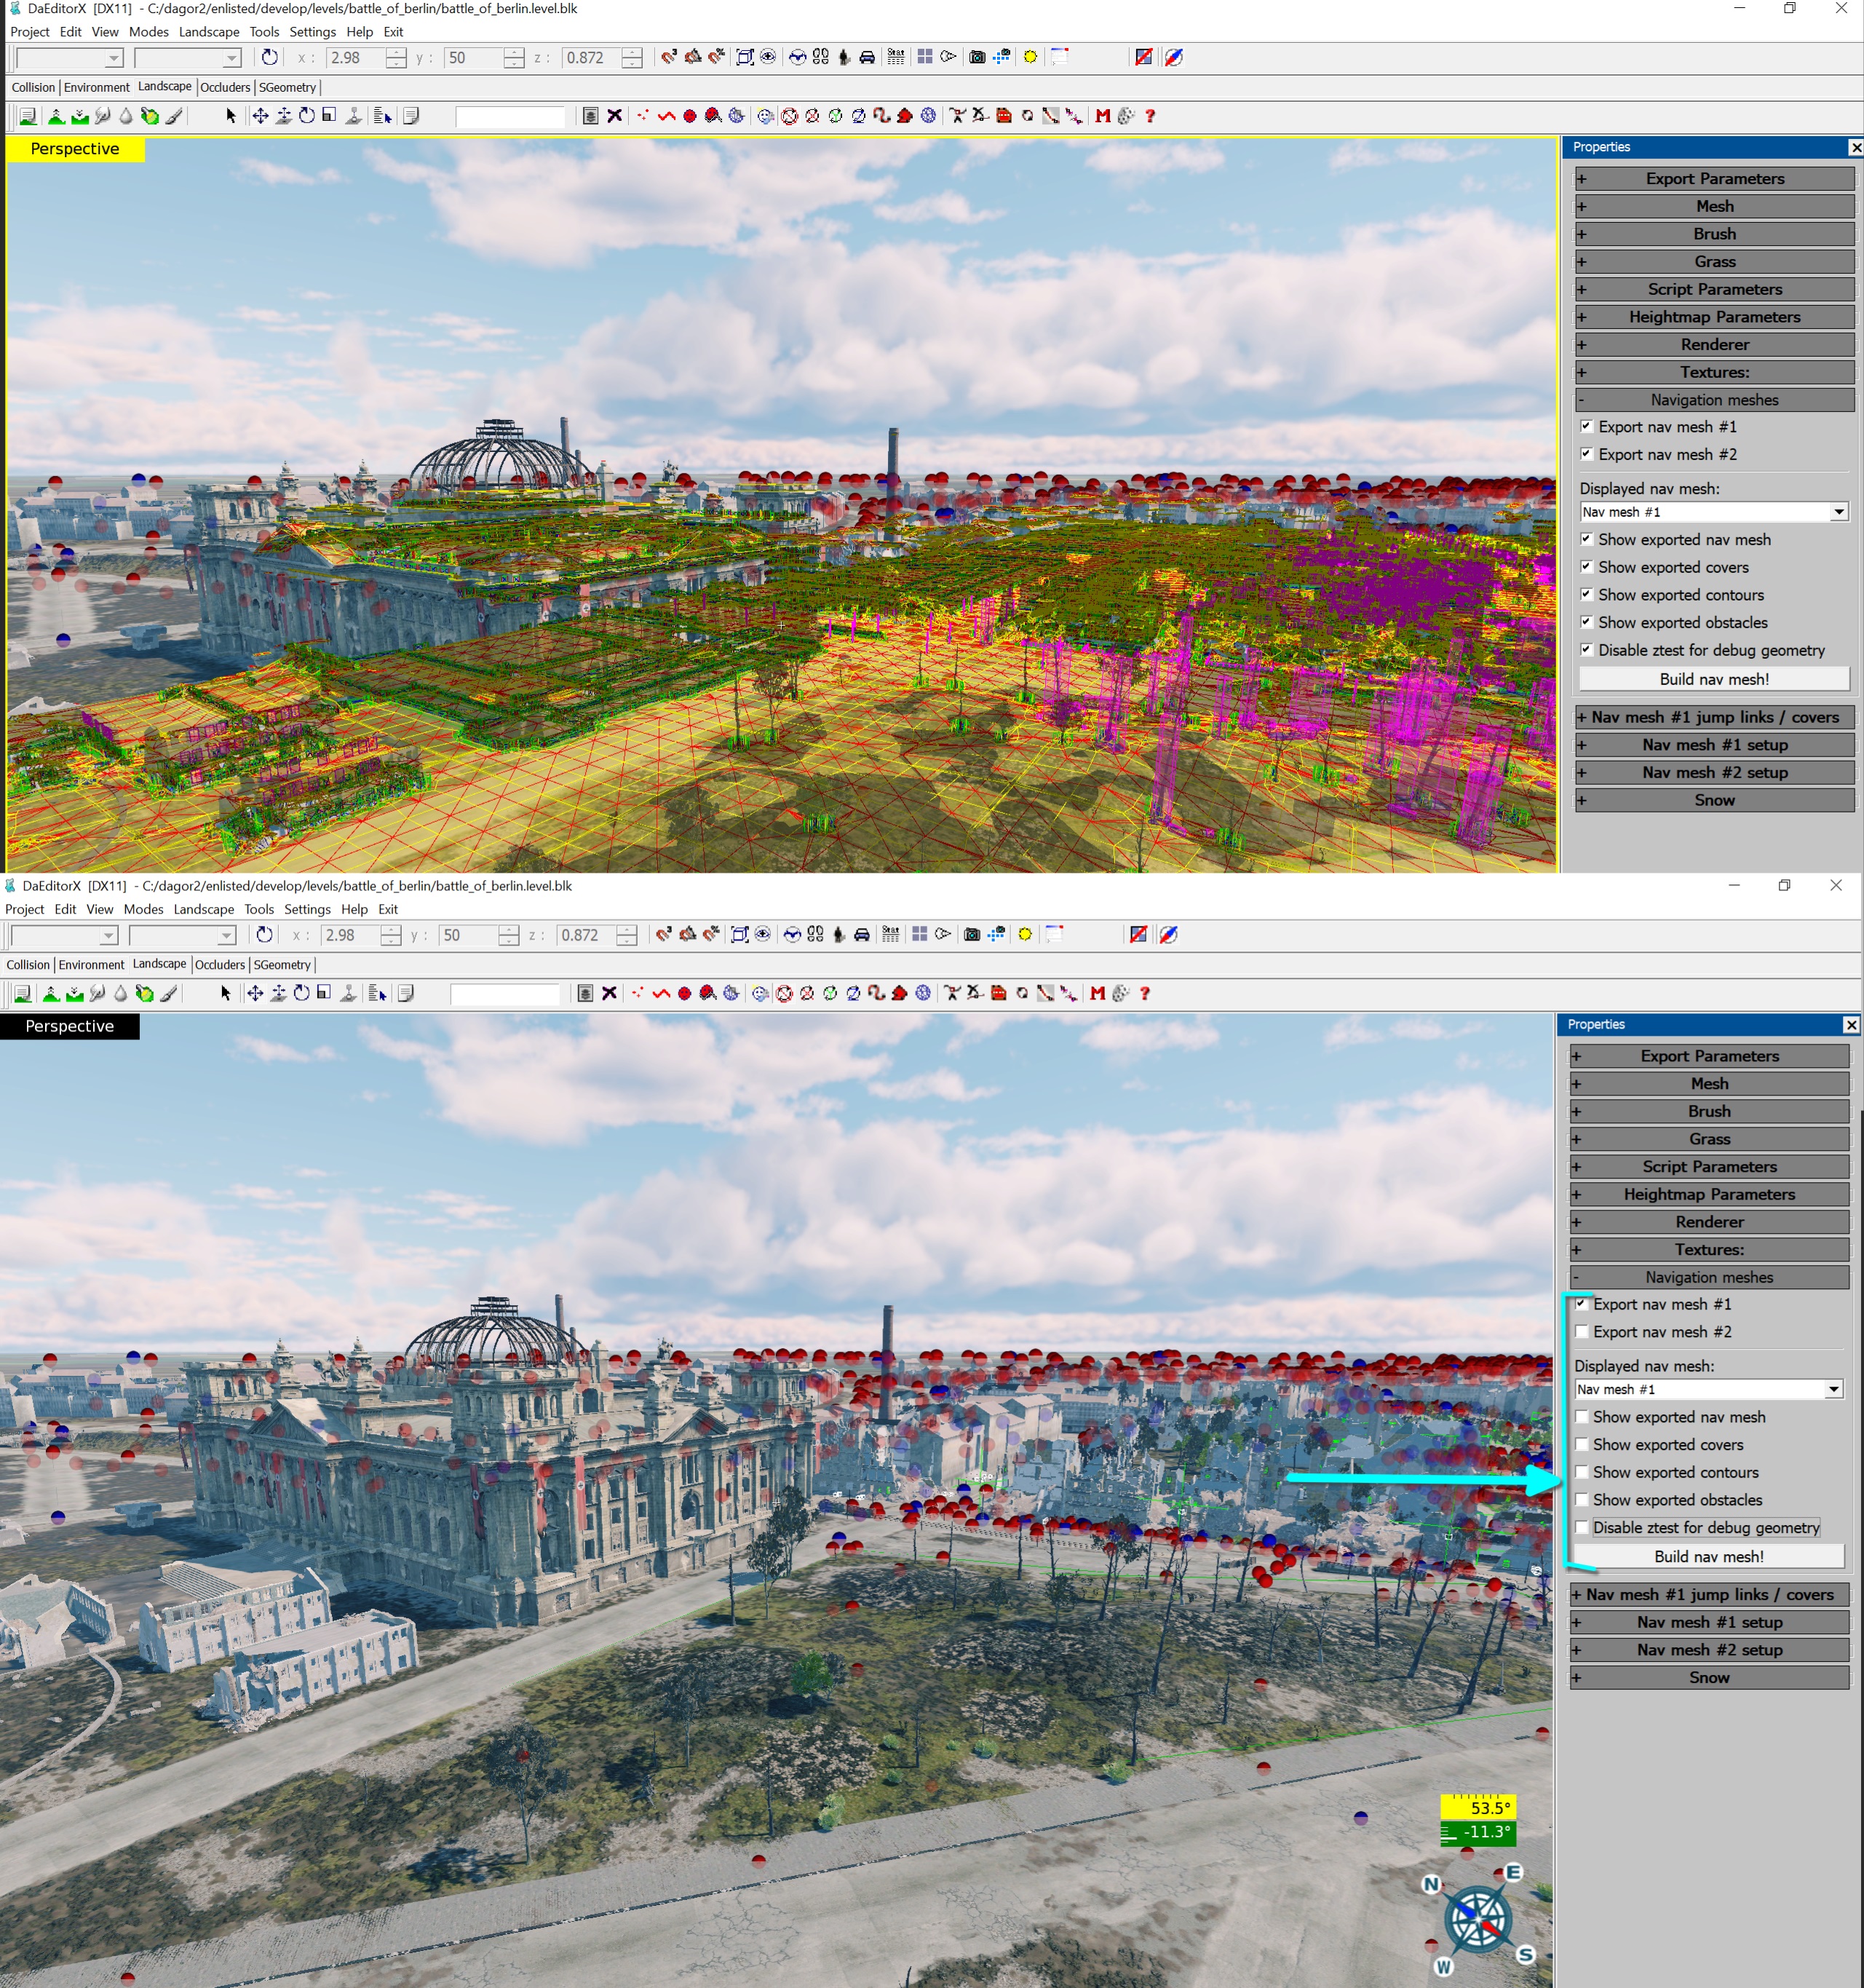 DaEditorX [DX11] - C:/dagor2/enlisted/develop/levels/battle_of_berlin/battle_of_berlin.level.blk
Project Edit View Modes Landscape Tools Settings Help Exit
x : 2.98 y : 50 z : 0.872 Stat
Collision Environment Landscape Occluders SGeometry
M ?
Perspective
Properties
+ Export Parameters
+ Mesh
+ Brush
+ Grass
+ Script Parameters
+ Heightmap Parameters
+ Renderer
+ Textures:
- Navigation meshes
Export nav mesh #1
Export nav mesh #2
Displayed nav mesh:
Nav mesh #1
Show exported nav mesh
Show exported covers
Show exported contours
Show exported obstacles
Disable ztest for debug geometry
Build nav mesh!
+ Nav mesh #1 jump links / covers
+ Nav mesh #1 setup
+ Nav mesh #2 setup
+ Snow
DaEditorX [DX11] - C:/dagor2/enlisted/develop/levels/battle_of_berlin/battle_of_berlin.level.blk
Project Edit View Modes Landscape Tools Settings Help Exit
x : 2.98 y : 50 z : 0.872 Stat
Collision Environment Landscape Occluders SGeometry
M ?
Perspective
Properties
+ Export Parameters
+ Mesh
+ Brush
+ Grass
+ Script Parameters
+ Heightmap Parameters
+ Renderer
+ Textures:
- Navigation meshes
Export nav mesh #1
Export nav mesh #2
Displayed nav mesh:
Nav mesh #1
Show exported nav mesh
Show exported covers
Show exported contours
Show exported obstacles
Disable ztest for debug geometry
Build nav mesh!
+ Nav mesh #1 jump links / covers
+ Nav mesh #1 setup
+ Nav mesh #2 setup
+ Snow
53.5°
-11.3°
N E
W S